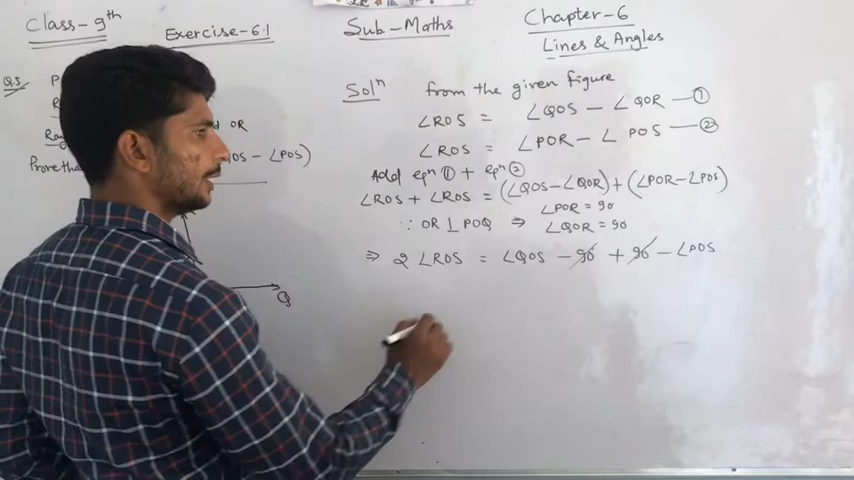 Class-9th
Exercise-6.1
Sub-Maths
Chapter-6
Lines & Angles
Q.5
Soln from the given figure
∠ROS = ∠QOS - ∠QOR —①
∠ROS = ∠POR - ∠POS —②
Add eqn ① + eqn ②
∠ROS + ∠ROS = (∠QOS-∠QOR)+(∠POR-∠POS)
∵ OR ⊥ POQ ⇒ ∠POR = 90
∠QOR = 90
⇒ 2 ∠ROS = ∠QOS - 90 + 90 - ∠POS
OR
Prove tha
QOS - ∠POS)
Q